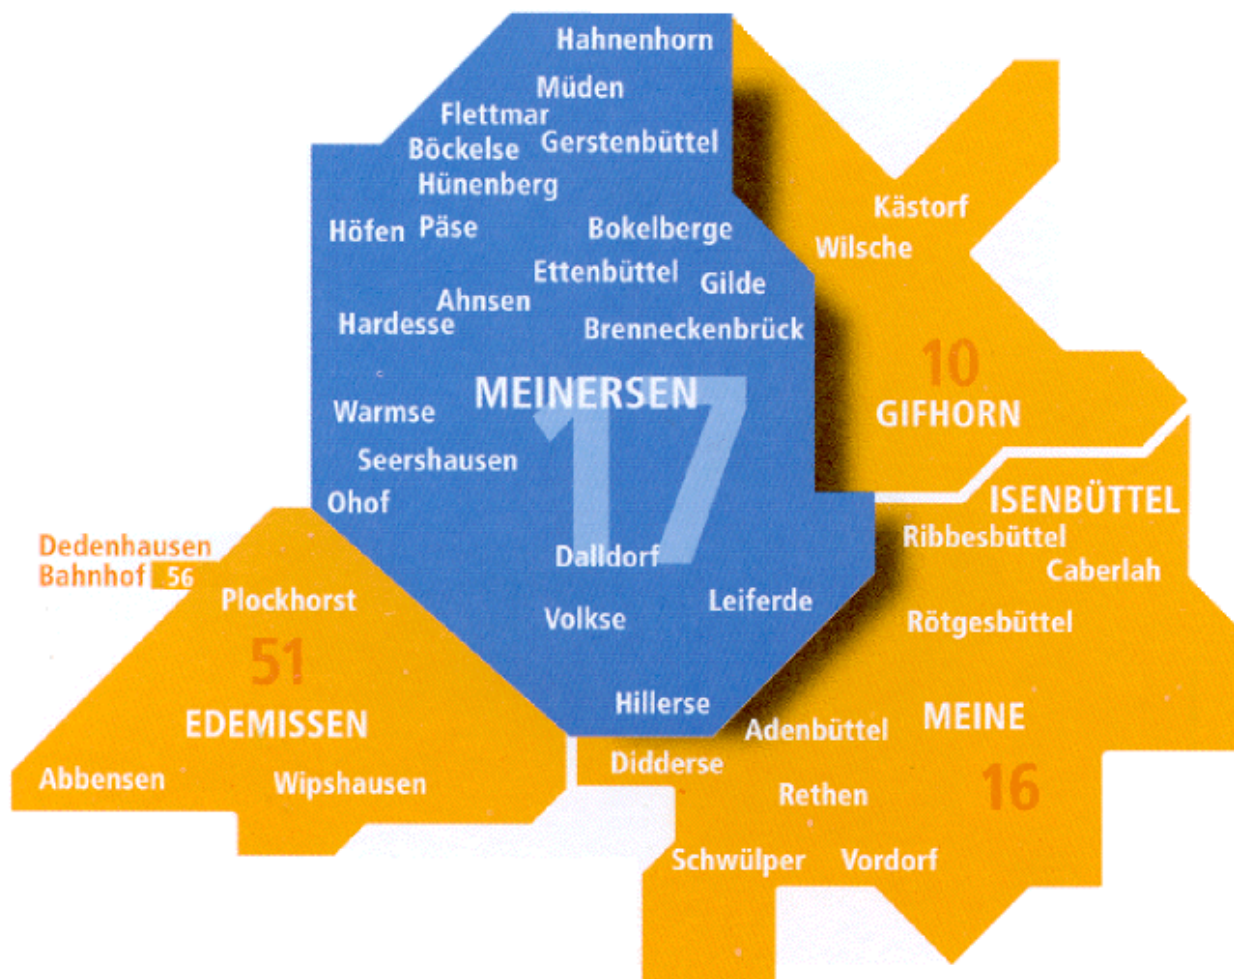 Hahnenhorn
Müden
Flettmar
Gerstenbüttel
Böckelse
Hünenberg
Höfen
Päse
Bokelberge
Ettenbüttel
Gilde
Ahnsen
Hardesse
Brenneckenbrück
MEINERSEN
17
Warmse
Seershausen
Ohof
Dalldorf
Leiferde
Volkse
Hillerse
Kästorf
Wilsche
10
GIFHORN
ISENBÜTTEL
Ribbesbüttel
Caberlah
Rötgesbüttel
MEINE
Adenbüttel
Didderse
Rethen
16
Schwülper
Vordorf
Dedenhausen
Bahnhof 56
Plockhorst
51
EDEMISSEN
Abbensen
Wipshausen